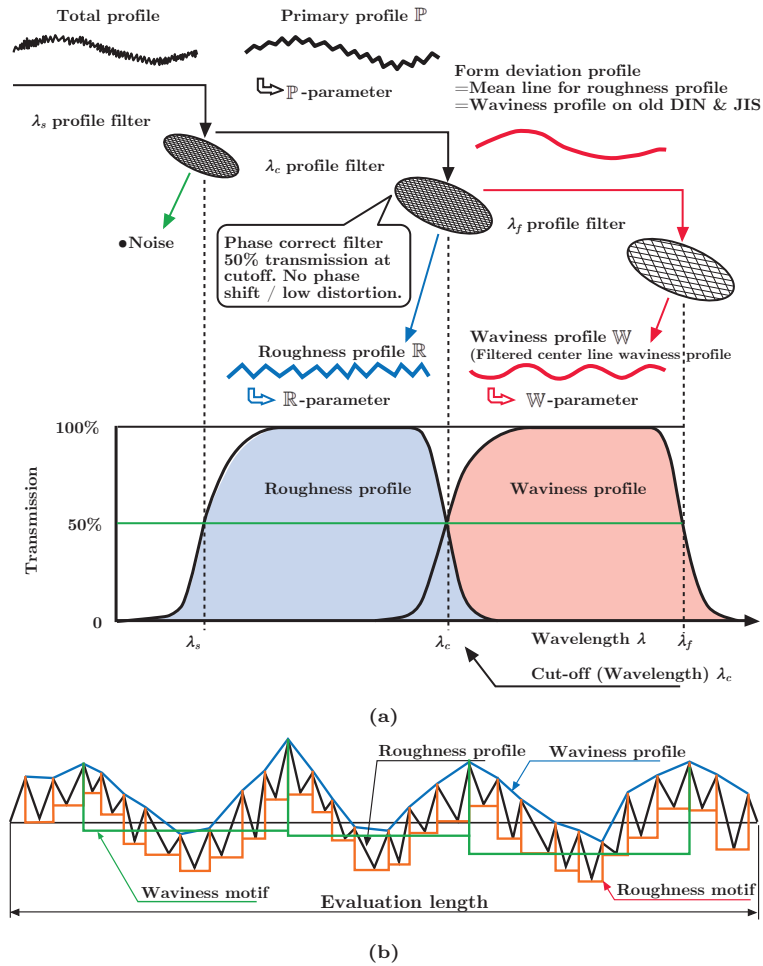 Total profile
Primary profile ℙ
ℙ-parameter
Form deviation profile
=Mean line for roughness profile
=Waviness profile on old DIN & JIS
λs profile filter
λc profile filter
λf profile filter
●Noise
Phase correct filter
50% transmission at
cutoff. No phase
shift / low distortion.
Roughness profile ℝ
ℝ-parameter
Waviness profile 𝕎
(Filtered center line waviness profile
𝕎-parameter
100%
Roughness profile
Waviness profile
50%
Transmission
0
λs
λc
Wavelength λ
λf
Cut-off (Wavelength) λc
(a)
Roughness profile
Waviness profile
Waviness motif
Roughness motif
Evaluation length
(b)